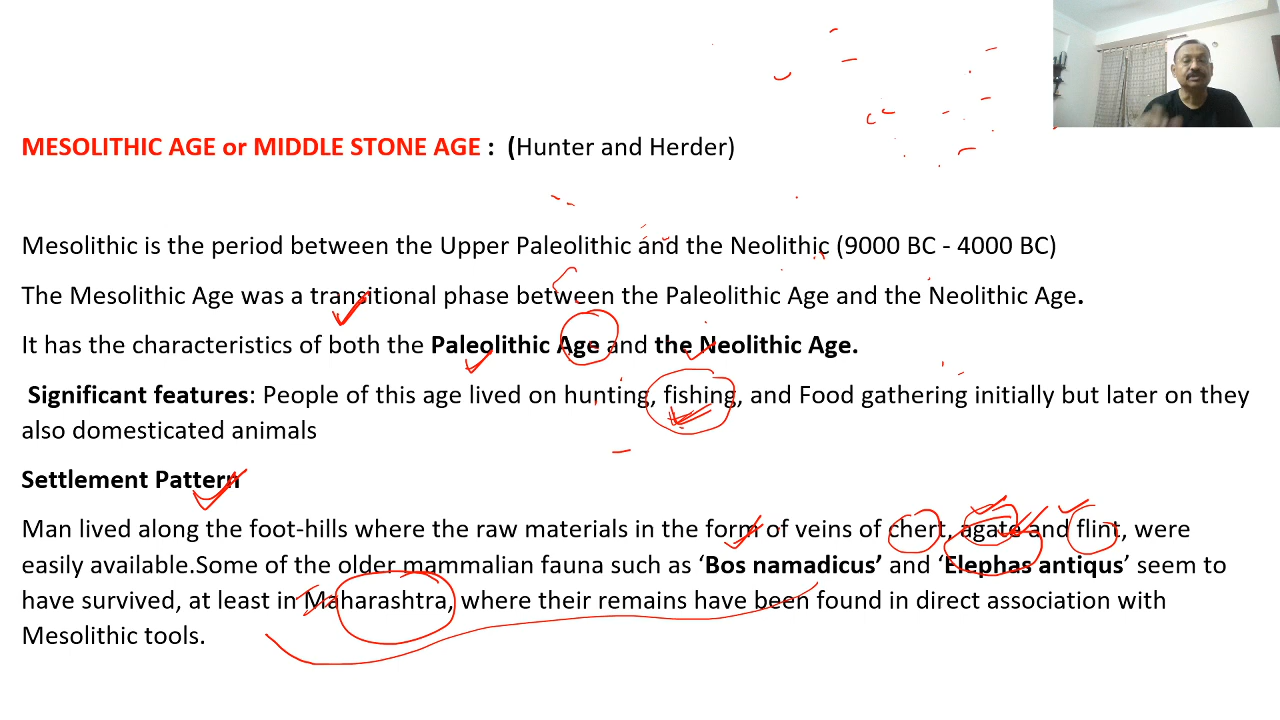 MESOLITHIC AGE or MIDDLE STONE AGE : (Hunter and Herder)
Mesolithic is the period between the Upper Paleolithic and the Neolithic (9000 BC - 4000 BC)
The Mesolithic Age was a transitional phase between the Paleolithic Age and the Neolithic Age.
It has the characteristics of both the Paleolithic Age and the Neolithic Age.
Significant features: People of this age lived on hunting, fishing, and Food gathering initially but later on they
also domesticated animals
Settlement Pattern
Man lived along the foot-hills where the raw materials in the form of veins of chert, agate and flint, were
easily available.Some of the older mammalian fauna such as ‘Bos namadicus’ and ‘Elephas antiqus’ seem to
have survived, at least in Maharashtra, where their remains have been found in direct association with
Mesolithic tools.